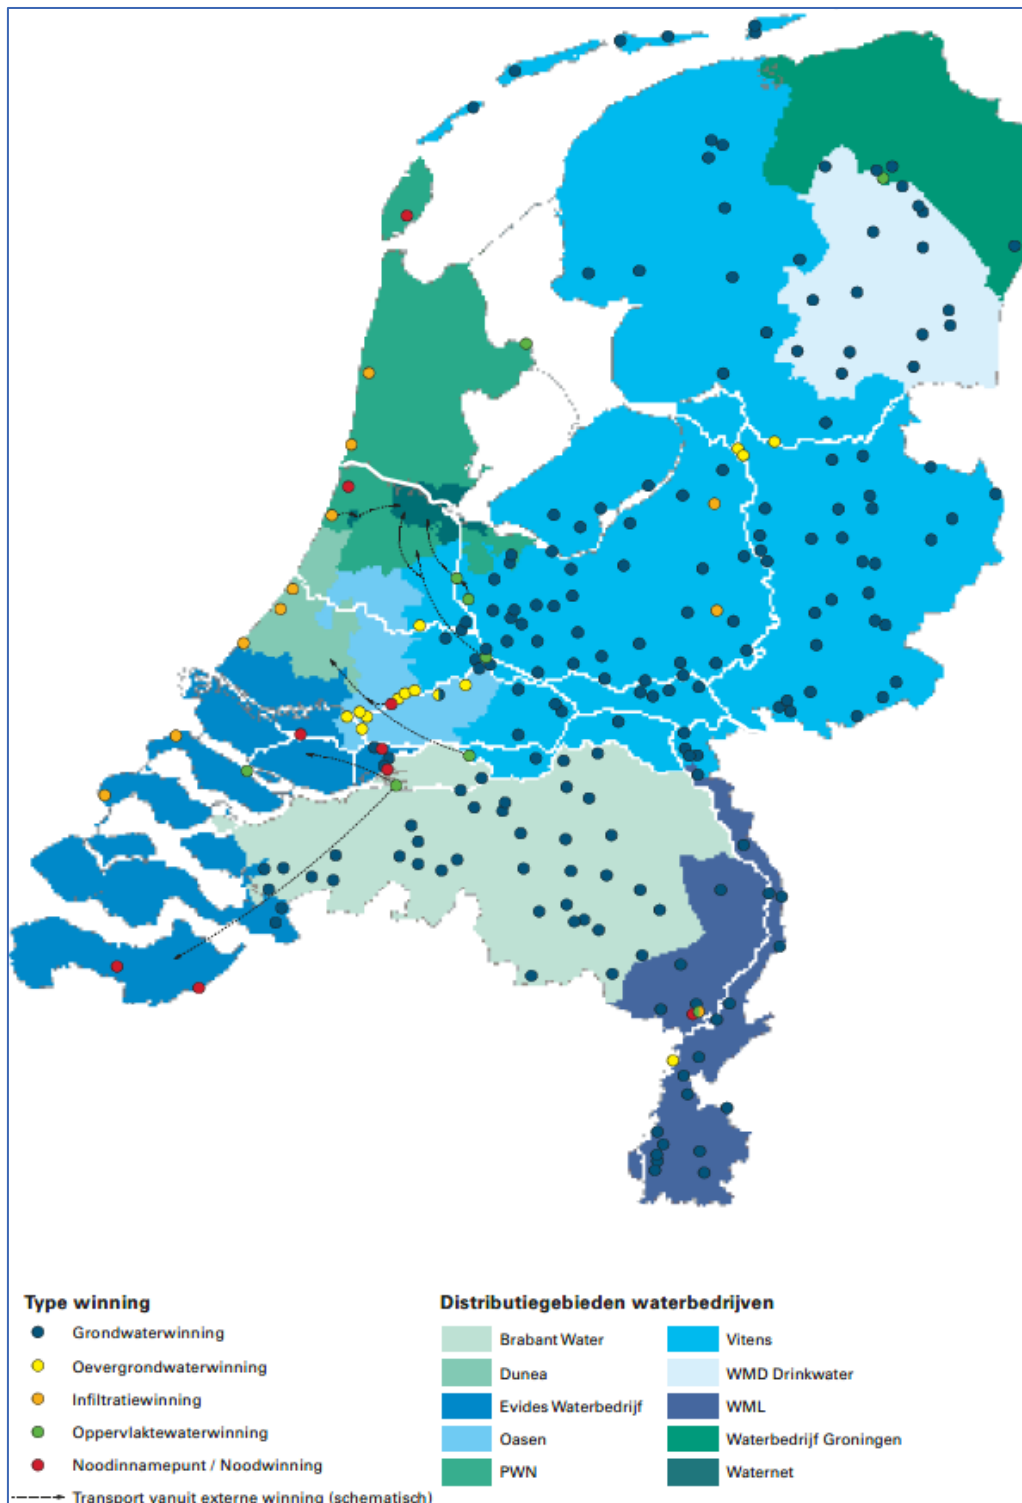 Type winning
Grondwaterwinning
Oevergrondwaterwinning
Infiltratiewinning
Oppervlaktewaterwinning
Noodinnamepunt / Noodwinning
Transport vanuit externe winning (schematisch)
Distributiegebieden waterbedrijven
Brabant Water
Dunea
Evides Waterbedrijf
Oasen
PWN
Vitens
WMD Drinkwater
WML
Waterbedrijf Groningen
Waternet